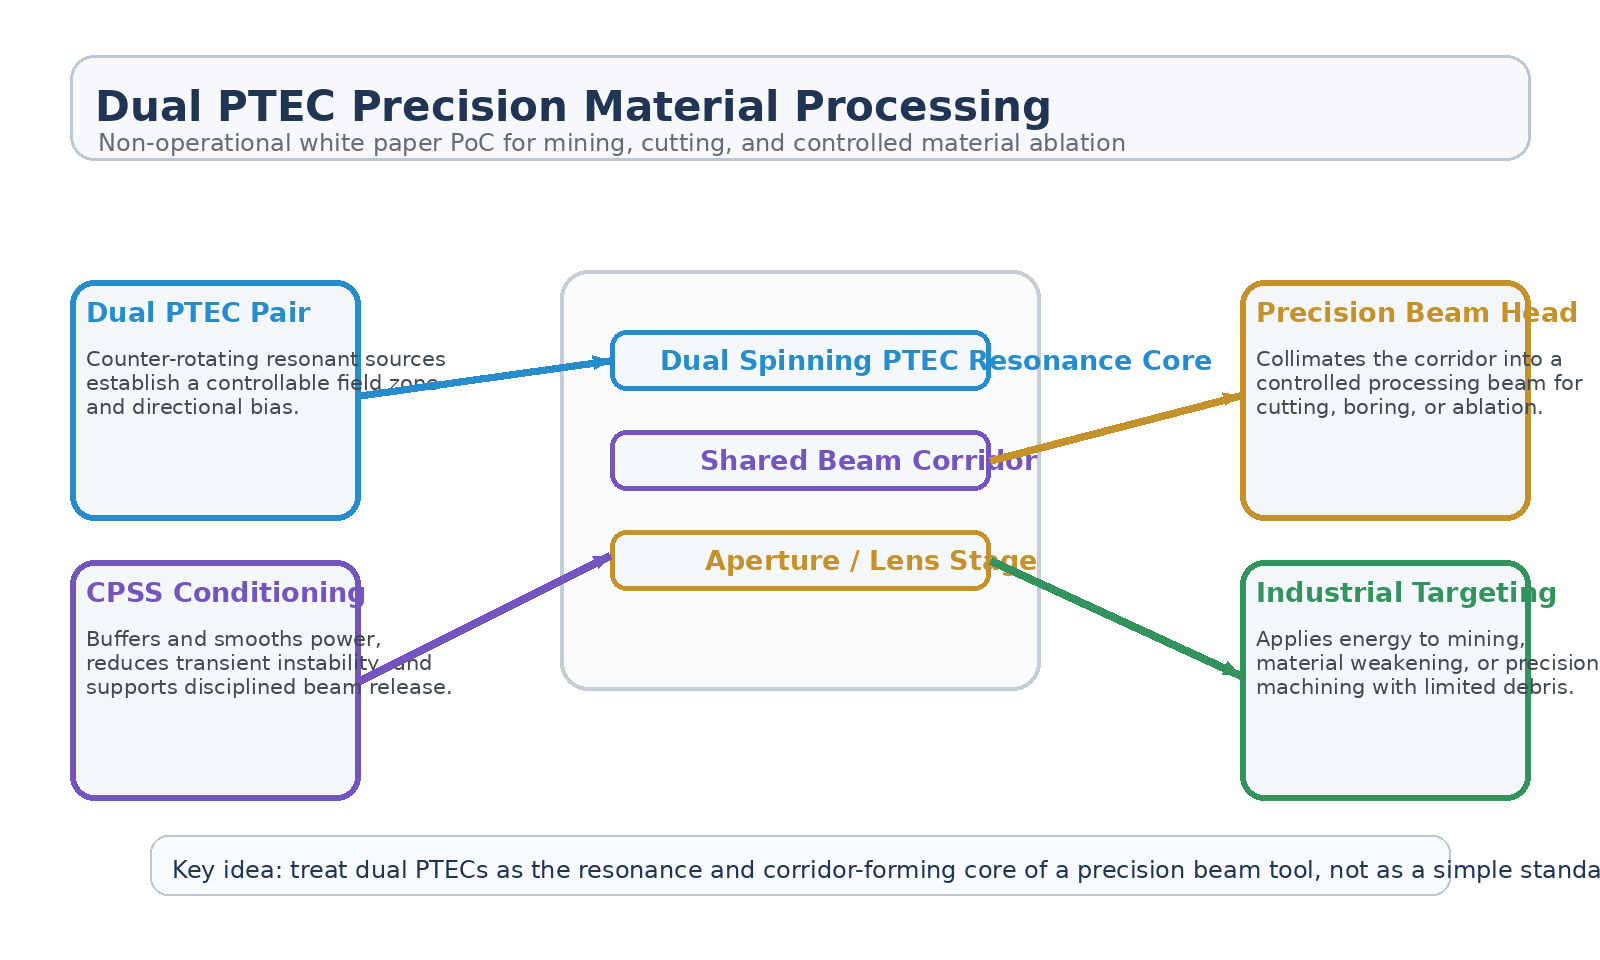 Dual PTEC Precision Material Processing
Non-operational white paper PoC for mining, cutting, and controlled material ablation
Dual PTEC Pair
Counter-rotating resonant sources
establish a controllable field zone
and directional bias.
CPSS Conditioning
Buffers and smooths power,
reduces transient instability, and
supports disciplined beam release.
Dual Spinning PTEC Resonance Core
Shared Beam Corridor
Aperture / Lens Stage
Precision Beam Head
Collimates the corridor into a
controlled processing beam for
cutting, boring, or ablation.
Industrial Targeting
Applies energy to mining,
material weakening, or precision
machining with limited debris.
Key idea: treat dual PTECs as the resonance and corridor-forming core of a precision beam tool, not as a simple standa